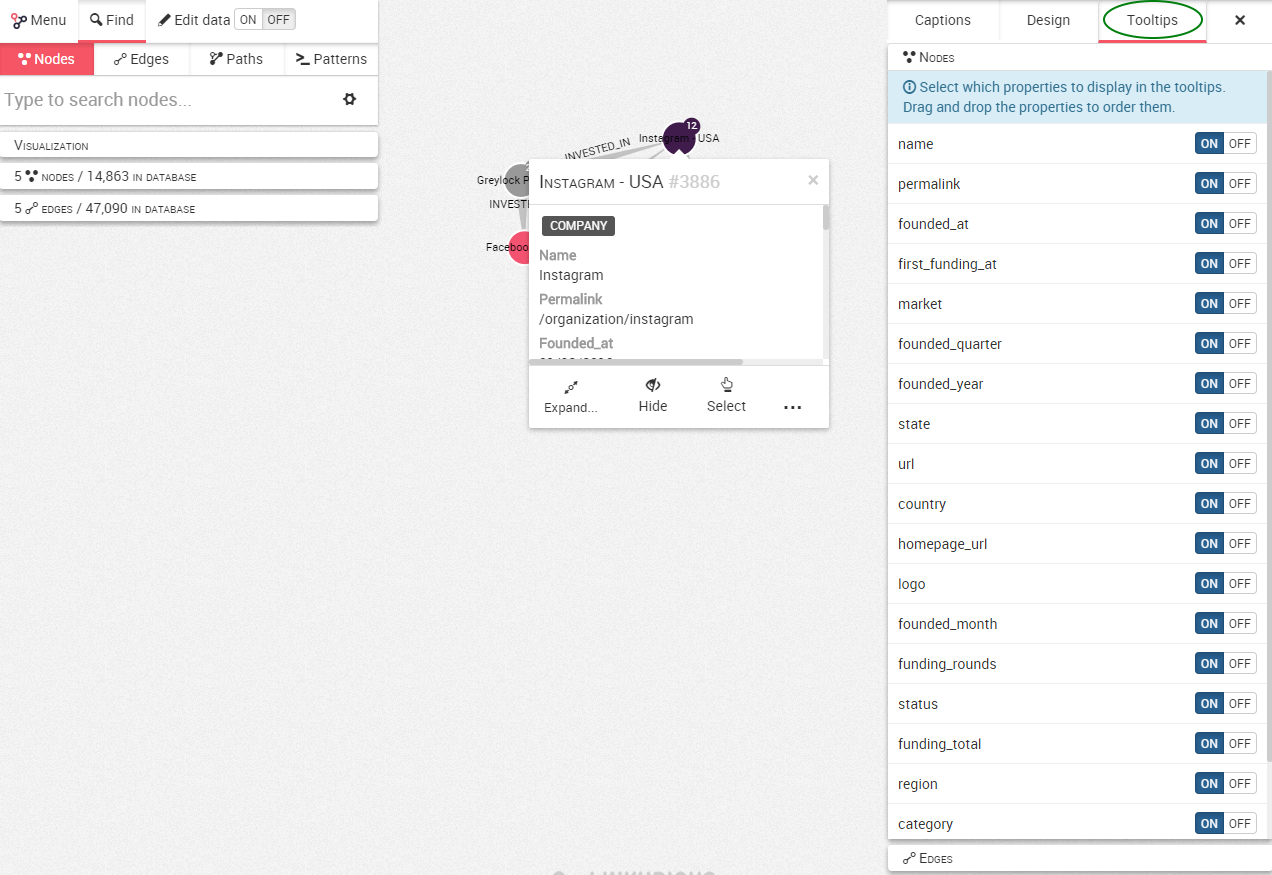 Menu
Find
Edit data ON OFF
Nodes
Edges
Paths
Patterns
Type to search nodes...
Visualization
5 nodes / 14,863 in database
5 edges / 47,090 in database
12
Instagram - USA
INVESTED_IN
Greylock P
INVESTE
Faceboo
Instagram - USA #3886 ×
COMPANY
Name
Instagram
Permalink
/organization/instagram
Founded_at
Expand...
Hide
Select
...
Captions
Design
Tooltips
×
Nodes
Select which properties to display in the tooltips.
Drag and drop the properties to order them.
name ON OFF
permalink ON OFF
founded_at ON OFF
first_funding_at ON OFF
market ON OFF
founded_quarter ON OFF
founded_year ON OFF
state ON OFF
url ON OFF
country ON OFF
homepage_url ON OFF
logo ON OFF
founded_month ON OFF
funding_rounds ON OFF
status ON OFF
funding_total ON OFF
region ON OFF
category ON OFF
Edges